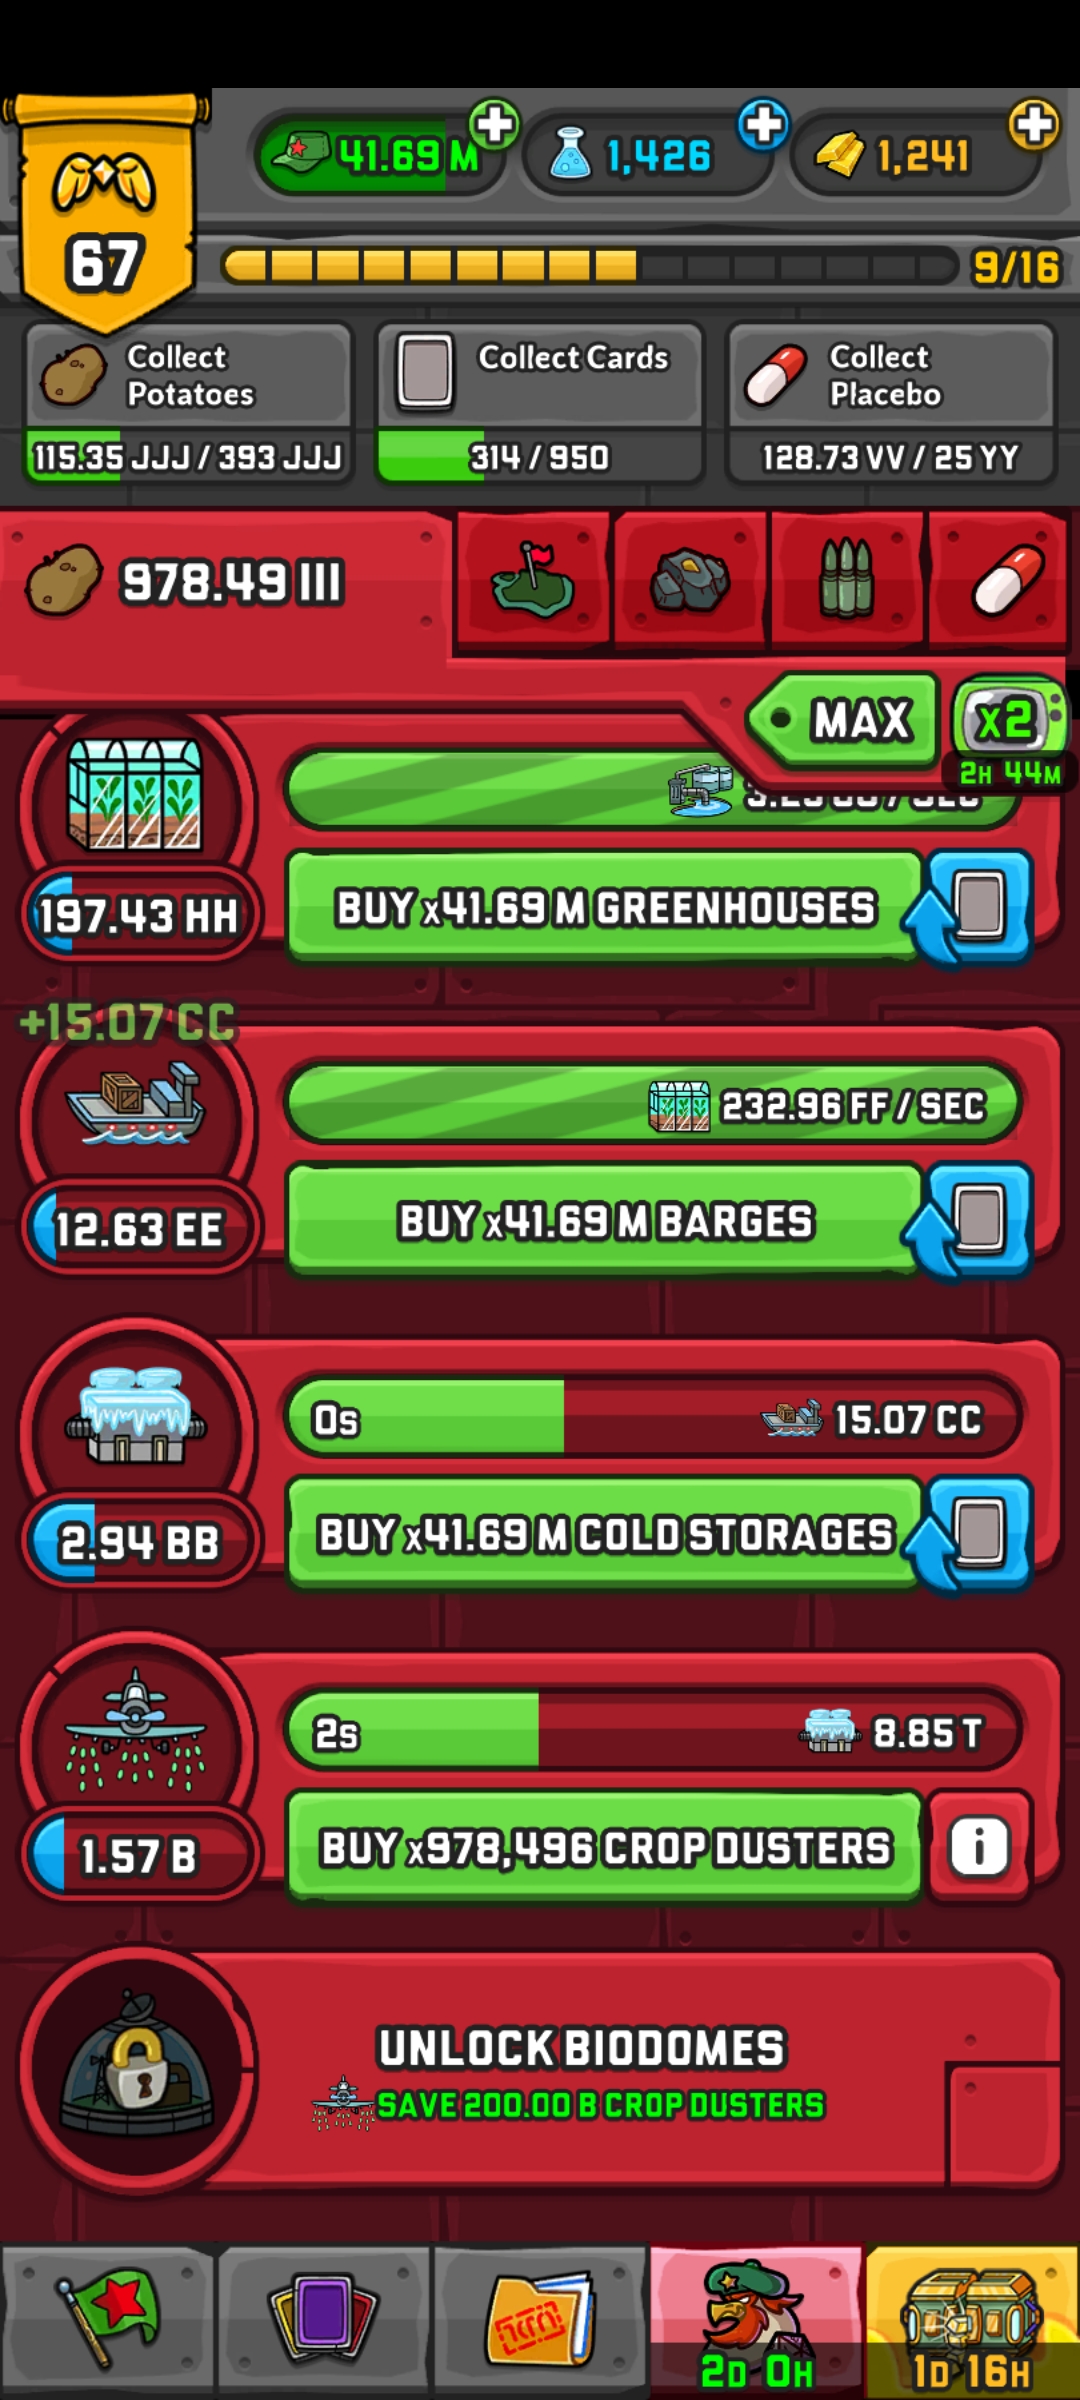 41.69 M
1,426
1,241
67
9/16
Collect
Potatoes
115.35 JJJ / 393 JJJ
Collect Cards
314 / 950
Collect
Placebo
128.73 VV / 25 YY
978.49 III
MAX
x2
2H 44M
/ SEC
197.43 HH
BUY x41.69 M GREENHOUSES
+15.07 CC
232.96 FF / SEC
12.63 EE
BUY x41.69 M BARGES
0s
15.07 CC
2.94 BB
BUY x41.69 M COLD STORAGES
2s
8.85 T
1.57 B
BUY x978,496 CROP DUSTERS
i
UNLOCK BIODOMES
SAVE 200.00 B CROP DUSTERS
2D 0H
1D 16H